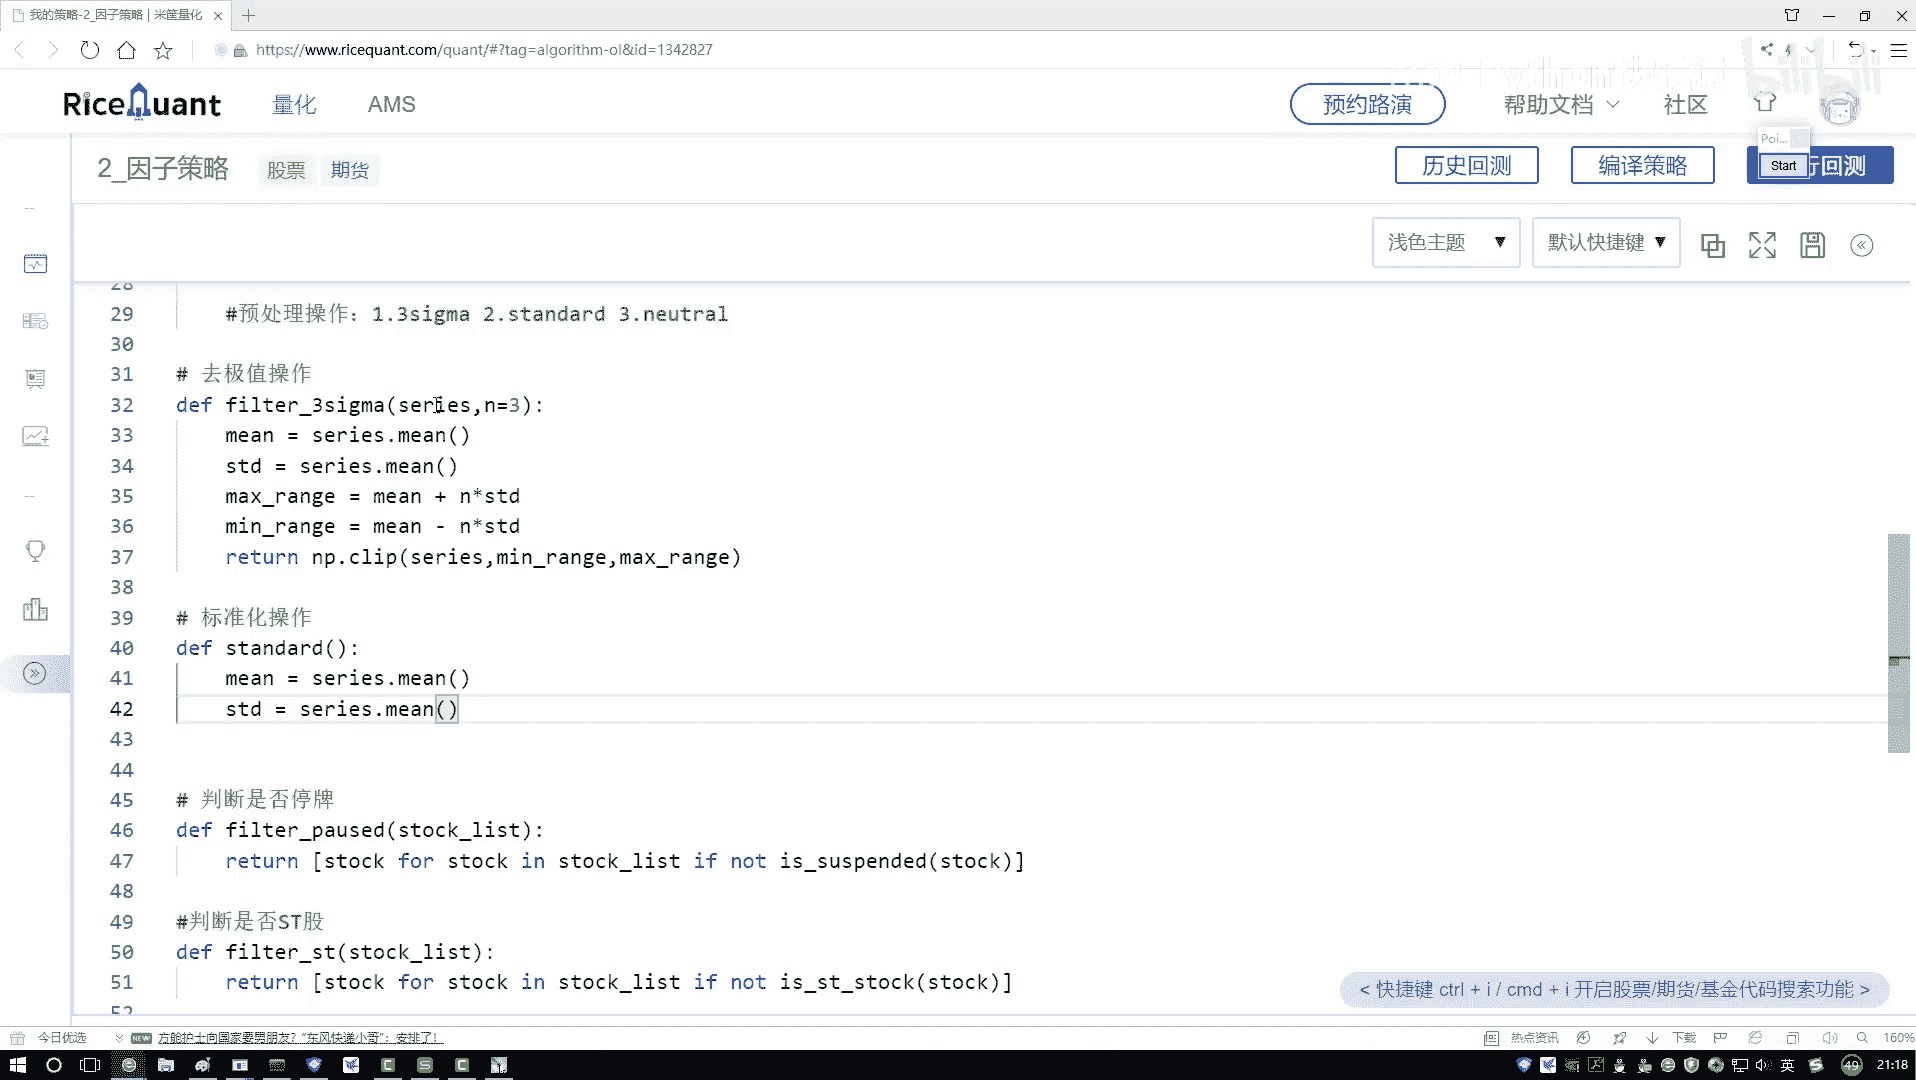 我的策略-2_因子策略 | 米筐量化
https://www.ricequant.com/quant/#?tag=algorithm-ol&id=1342827
RiceQuant
量化
AMS
预约路演
帮助文档
社区
Poi...
2_因子策略
股票
期货
历史回测
编译策略
Start
行回测
浅色主题
默认快捷键
28
29 #预处理操作：1.3sigma 2.standard 3.neutral
30
31 # 去极值操作
32 def filter_3sigma(series,n=3):
33 mean = series.mean()
34 std = series.mean()
35 max_range = mean + n*std
36 min_range = mean - n*std
37 return np.clip(series,min_range,max_range)
38
39 # 标准化操作
40 def standard():
41 mean = series.mean()
42 std = series.mean()
43
44
45 # 判断是否停牌
46 def filter_paused(stock_list):
47 return [stock for stock in stock_list if not is_suspended(stock)]
48
49 #判断是否ST股
50 def filter_st(stock_list):
51 return [stock for stock in stock_list if not is_st_stock(stock)]
52
< 快捷键 ctrl + i / cmd + i 开启股票/期货/基金代码搜索功能 >
今日优选
NEW
方舱护士向国家要男朋友?"东风快递小哥"：安排了!
热点资讯
下载
160%
英
49
21:18